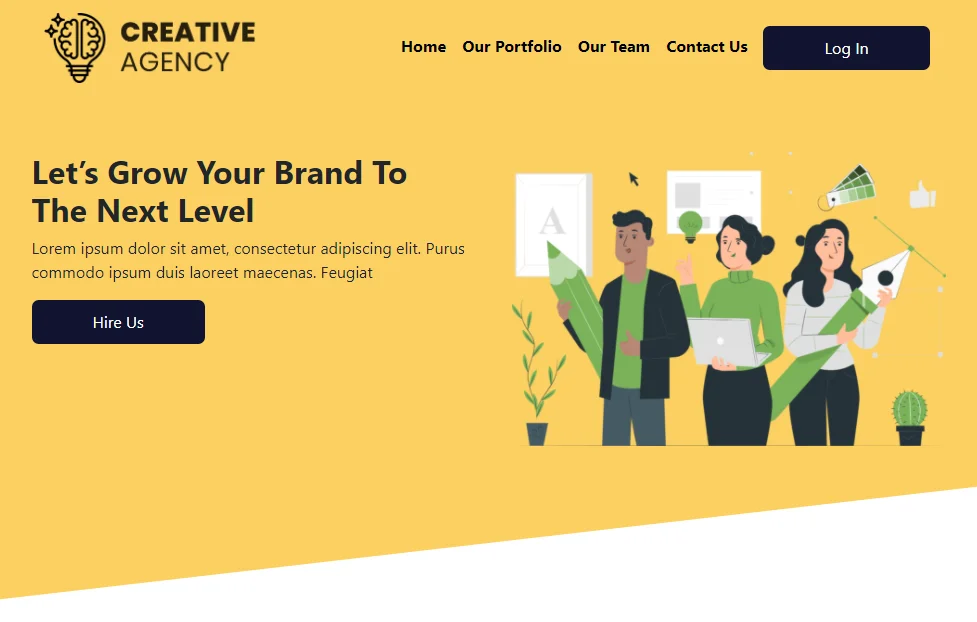 CREATIVE
AGENCY
Home Our Portfolio Our Team Contact Us Log In
Let’s Grow Your Brand To
The Next Level
Lorem ipsum dolor sit amet, consectetur adipiscing elit. Purus
commodo ipsum duis laoreet maecenas. Feugiat
Hire Us
A